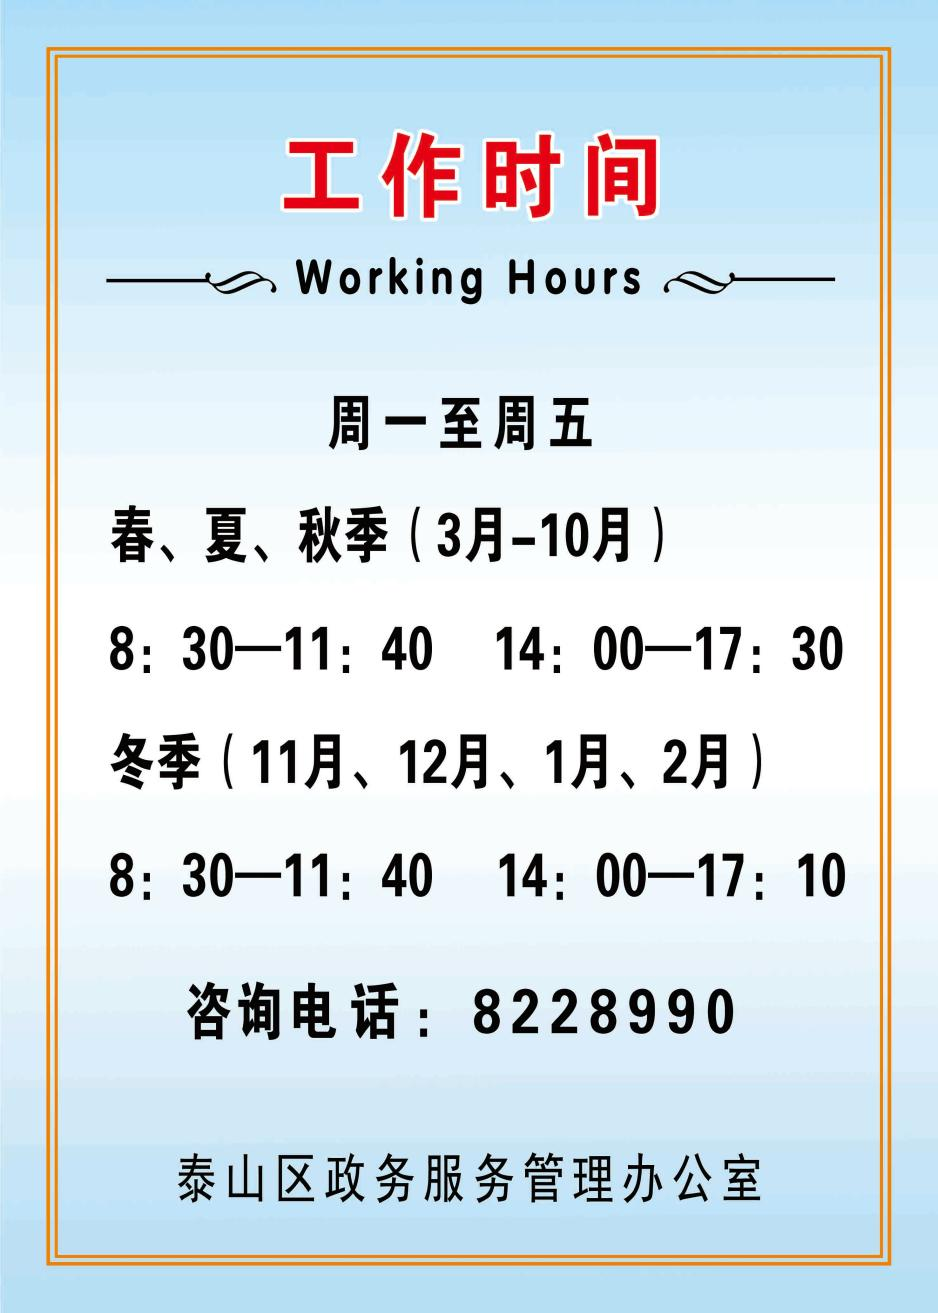 工作时间
Working Hours
周一至周五
春、夏、秋季（3月-10月）
8：30—11：40 14：00—17：30
冬季（11月、12月、1月、2月）
8：30—11：40 14：00—17：10
咨询电话：8228990
泰山区政务服务管理办公室